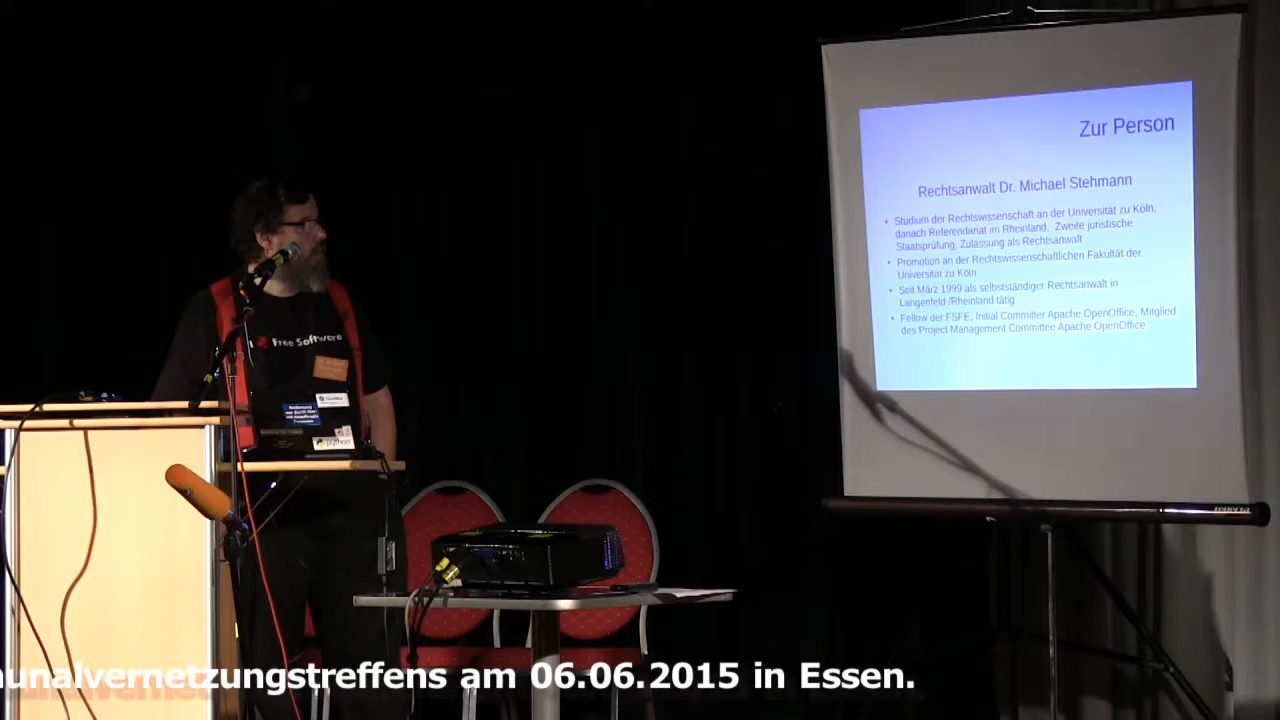 Zur Person
Rechtsanwalt Dr. Michael Stehmann
• Studium der Rechtswissenschaft an der Universität zu Köln,
danach Referendariat im Rheinland, Zweite juristische
Staatsprüfung, Zulassung als Rechtsanwalt
• Promotion an der Rechtswissenschaftlichen Fakultät der
Universität zu Köln
• Seit März 1999 als selbstständiger Rechtsanwalt in
Langenfeld /Rheinland tätig
• Fellow der FSFE, Initial Committer Apache OpenOffice, Mitglied
des Project Management Committee Apache OpenOffice
I Free Software
python
unalvernetzungstreffens am 06.06.2015 in Essen.